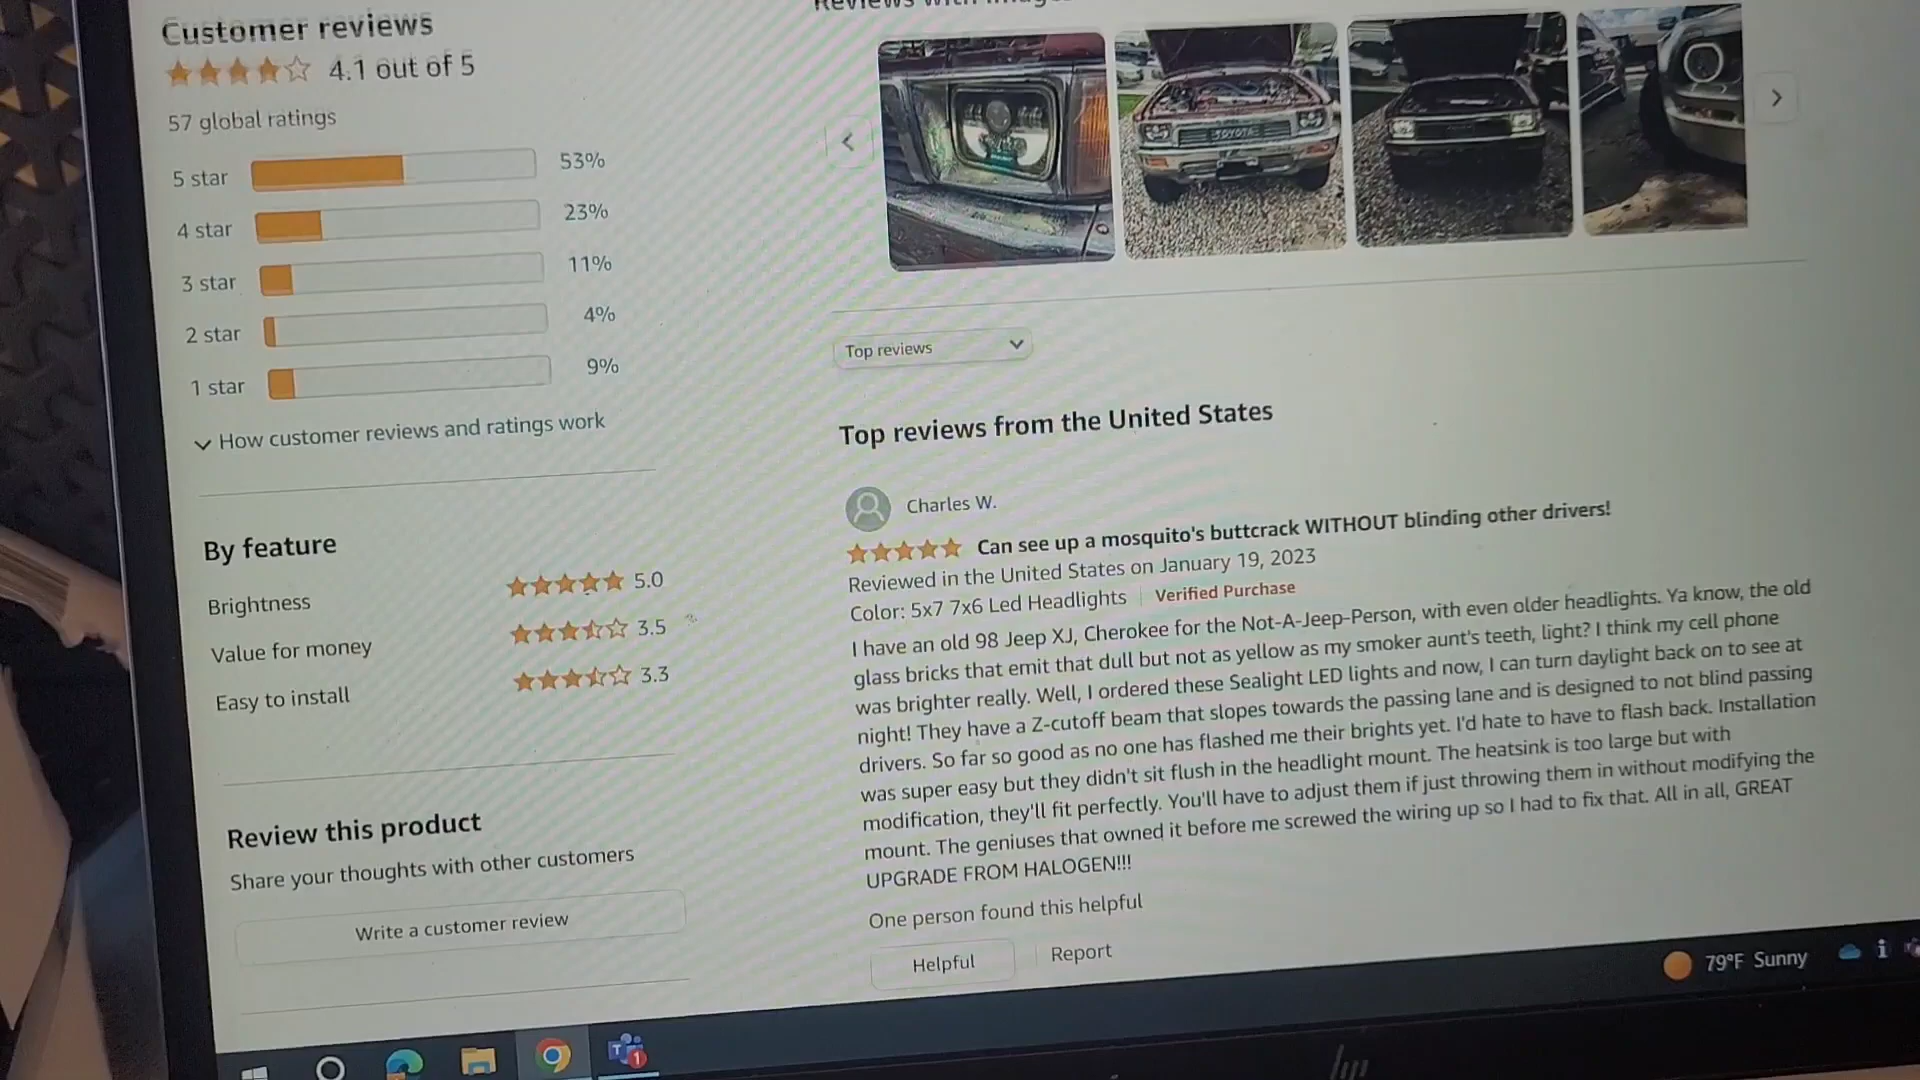 Customer reviews
4.1 out of 5
57 global ratings
5 star 53%
4 star 23%
3 star 11%
2 star 4%
1 star 9%
How customer reviews and ratings work
By feature
Brightness 5.0
Value for money 3.5
Easy to install 3.3
Review this product
Share your thoughts with other customers
Write a customer review
Reviews with images
TOYOTA
Top reviews
Top reviews from the United States
Charles W.
Can see up a mosquito's buttcrack WITHOUT blinding other drivers!
Reviewed in the United States on January 19, 2023
Color: 5x7 7x6 Led Headlights Verified Purchase
I have an old 98 Jeep XJ, Cherokee for the Not-A-Jeep-Person, with even older headlights. Ya know, the old
glass bricks that emit that dull but not as yellow as my smoker aunt's teeth, light? I think my cell phone
was brighter really. Well, I ordered these Sealight LED lights and now, I can turn daylight back on to see at
night! They have a Z-cutoff beam that slopes towards the passing lane and is designed to not blind passing
drivers. So far so good as no one has flashed me their brights yet. I'd hate to have to flash back. Installation
was super easy but they didn't sit flush in the headlight mount. The heatsink is too large but with
modification, they'll fit perfectly. You'll have to adjust them if just throwing them in without modifying the
mount. The geniuses that owned it before me screwed the wiring up so I had to fix that. All in all, GREAT
UPGRADE FROM HALOGEN!!!
One person found this helpful
Helpful
Report
79°F Sunny
T
1
hp